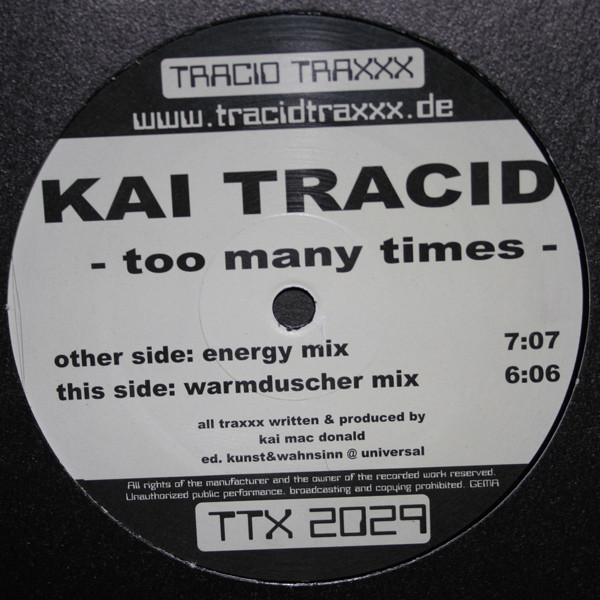 TRACID TRAXXX
www.tracidtraxxx.de
KAI TRACID
- too many times -
other side: energy mix 7:07
this side: warmduscher mix 6:06
all traxxx written & produced by
kai mac donald
ed. kunst&wahnsinn @ universal
All rights of the manufacturer and the owner of the recorded work reserved.
Unauthorized public performance, broadcasting and copying prohibited. GEMA
TTX 2029